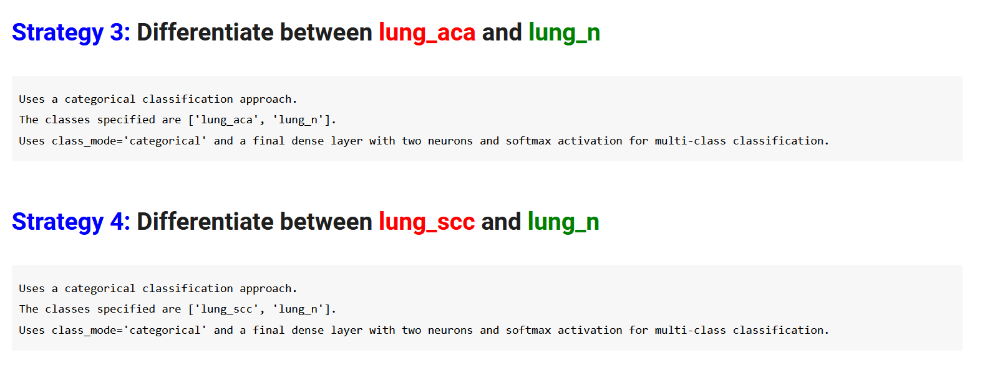 Strategy 3: Differentiate between lung_aca and lung_n
Uses a categorical classification approach.
The classes specified are ['lung_aca', 'lung_n'].
Uses class_mode='categorical' and a final dense layer with two neurons and softmax activation for multi-class classification.
Strategy 4: Differentiate between lung_scc and lung_n
Uses a categorical classification approach.
The classes specified are ['lung_scc', 'lung_n'].
Uses class_mode='categorical' and a final dense layer with two neurons and softmax activation for multi-class classification.